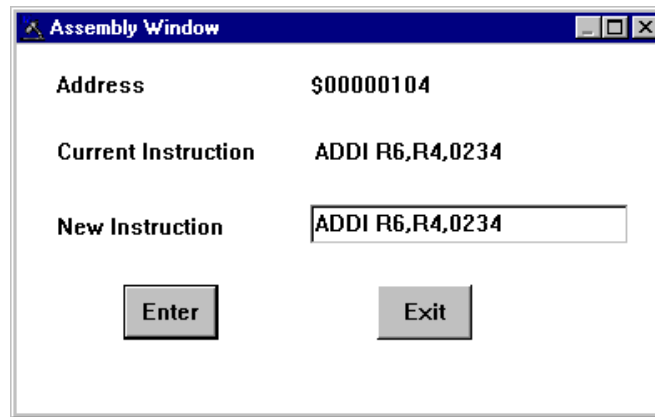 Assembly Window
Address $00000104
Current Instruction ADDI R6,R4,0234
New Instruction ADDI R6,R4,0234
Enter Exit